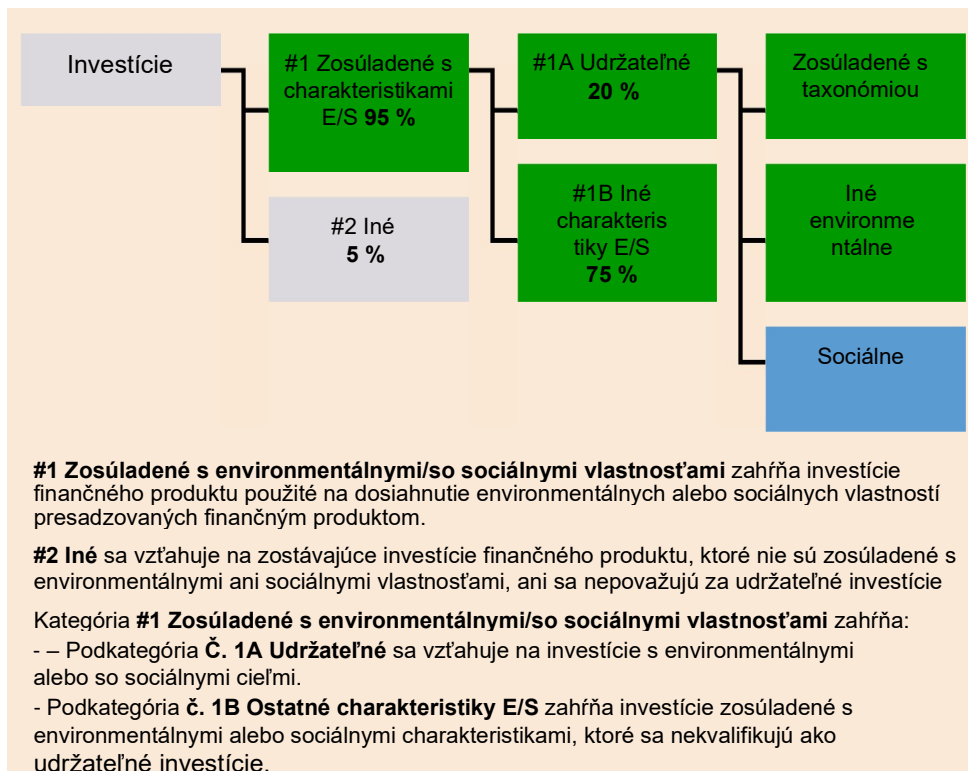 Investície
#1 Zosúladené s
charakteristikami
E/S 95 %
#2 Iné
5 %
#1A Udržateľné
20 %
#1B Iné
charakteris
tiky E/S
75 %
Zosúladené s
taxonómiou
Iné
environme
ntálne
Sociálne
#1 Zosúladené s environmentálnymi/so sociálnymi vlastnosťami zahŕňa investície
finančného produktu použité na dosiahnutie environmentálnych alebo sociálnych vlastností
presadzovaných finančným produktom.
#2 Iné sa vzťahuje na zostávajúce investície finančného produktu, ktoré nie sú zosúladené s
environmentálnymi ani sociálnymi vlastnosťami, ani sa nepovažujú za udržateľné investície
Kategória #1 Zosúladené s environmentálnymi/so sociálnymi vlastnosťami zahŕňa:
- – Podkategória Č. 1A Udržateľné sa vzťahuje na investície s environmentálnymi
alebo so sociálnymi cieľmi.
- Podkategória č. 1B Ostatné charakteristiky E/S zahŕňa investície zosúladené s
environmentálnymi alebo sociálnymi charakteristikami, ktoré sa nekvalifikujú ako
udržateľné investície.